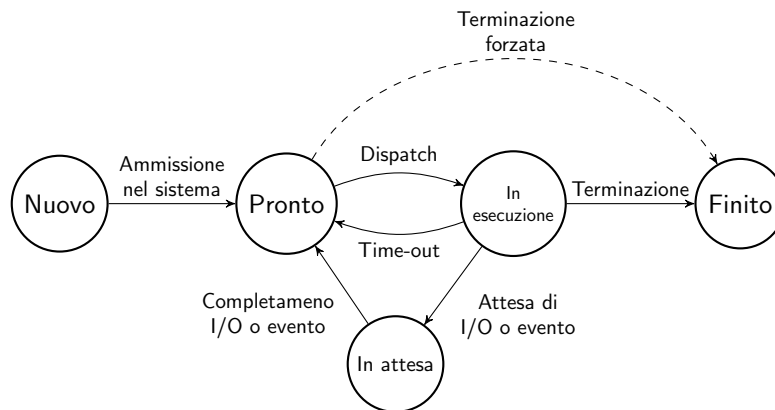 Terminazione
forzata
Ammissione
nel sistema
Dispatch
Nuovo
Pronto
In
esecuzione
Terminazione
Finito
Time-out
Completameno
I/O o evento
Attesa di
I/O o evento
In attesa